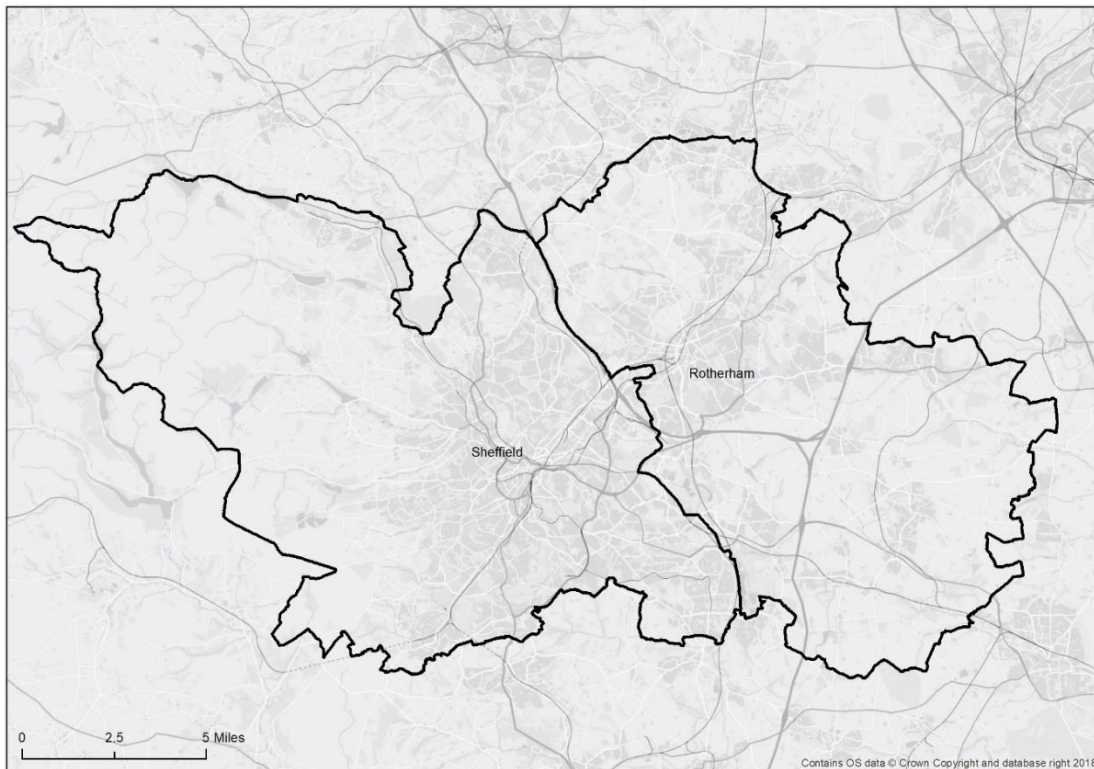 Rotherham
Sheffield
0 2.5 5 Miles
Contains OS data © Crown Copyright and database right 2018